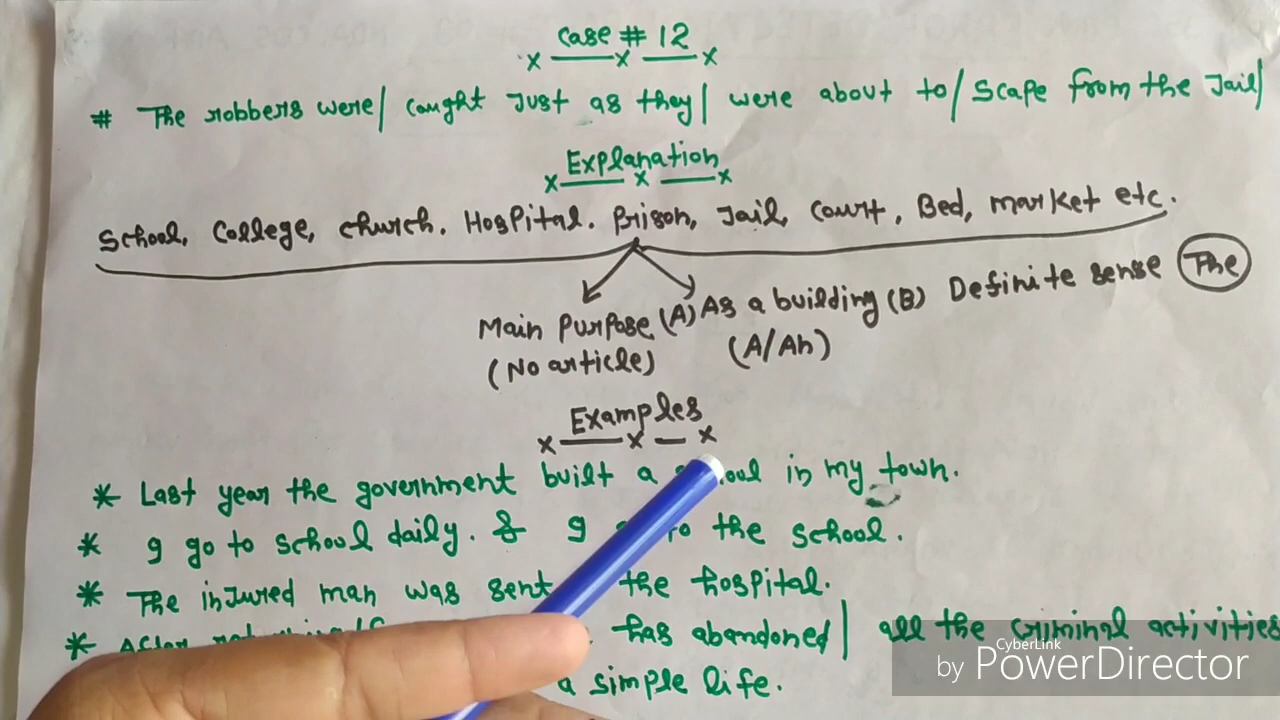 Case # 12
# The robbers were/ caught Just as they/ were about to/ Scape from the Jail/
Explanation
School, College, church. Hospital. Prison, Jail, Court, Bed, market etc.
Main Purpose (A) As a building (B) Definite sense The
(No article) (A/An)
Examples
* Last year the government built a in my town.
* I go to school daily. & I to the school.
* The injured man was sent the hospital.
* After has abandoned/ all the criminal activities
a simple life.
CyberLink
by PowerDirector